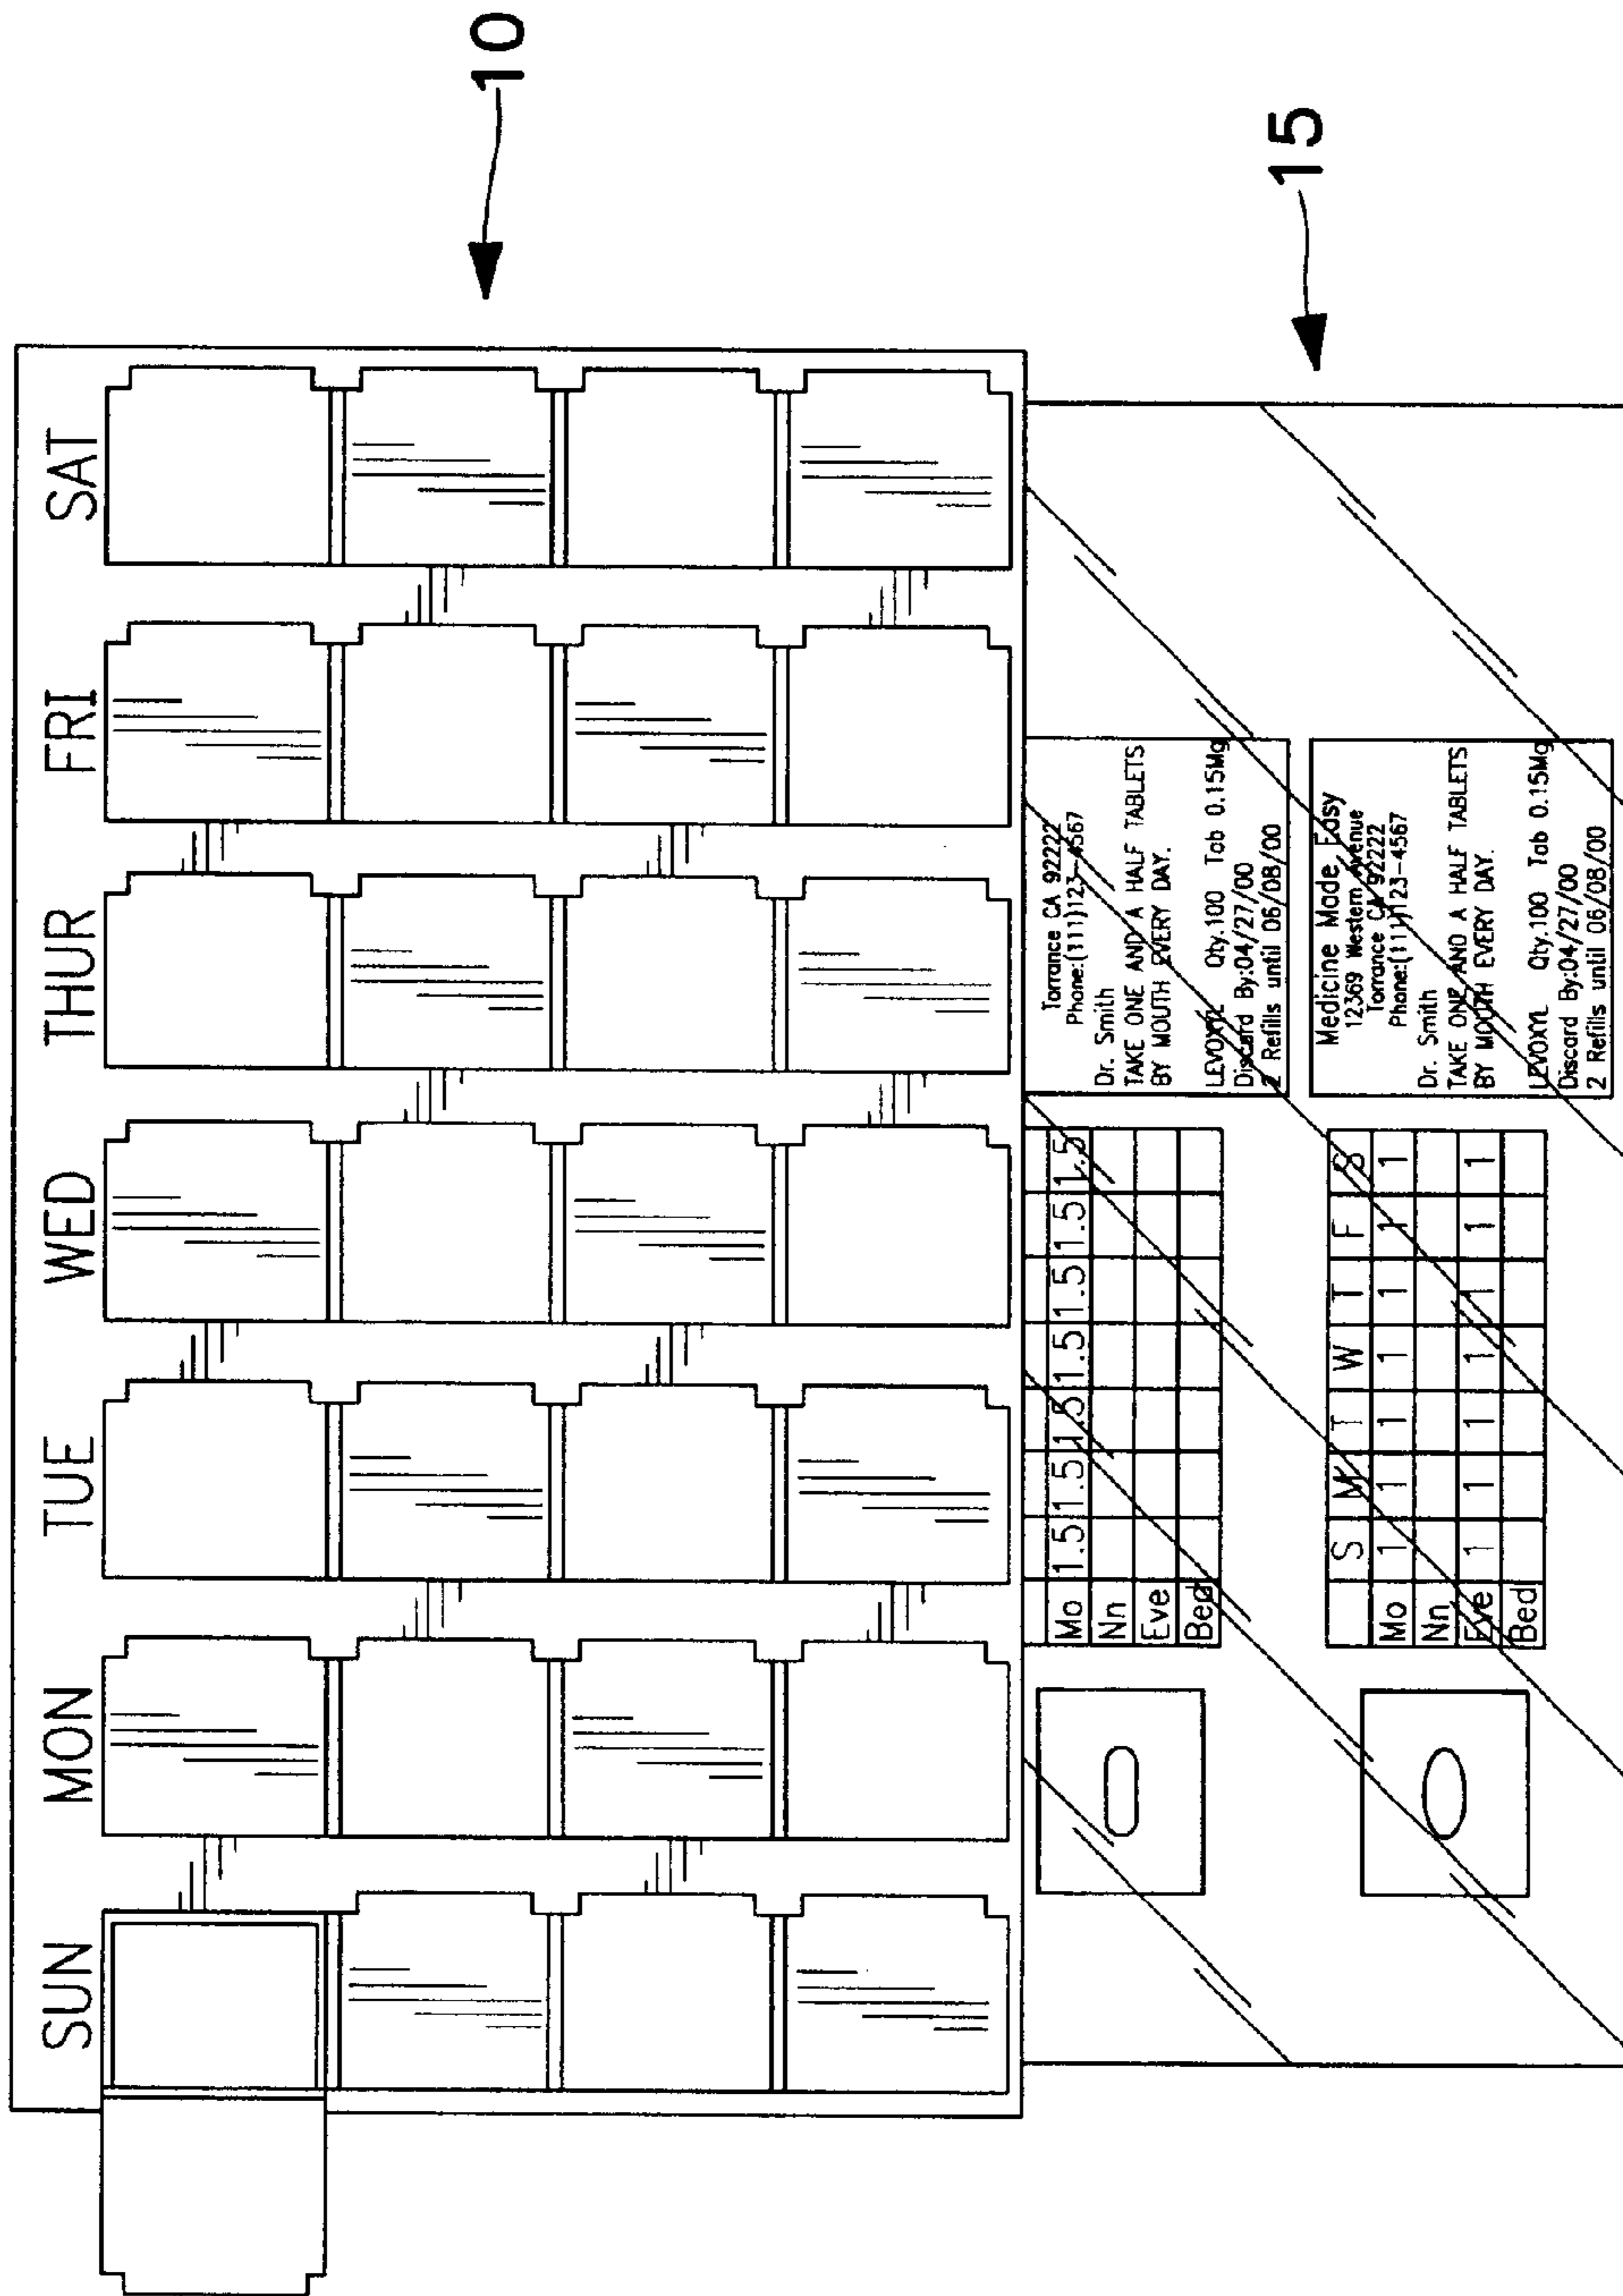 10
15
SUN MON TUE WED THUR FRI SAT
Mo 1.5 1.5 1.5 1.5 1.5 1.5 1.5
Nn
Eve
Bed
Torrance CA 92222
Phone:(111)123-4567
Dr. Smith
TAKE ONE AND A HALF TABLETS
BY MOUTH EVERY DAY.
LEVOXYL Qty.100 Tab 0.15Mg
Discard By:04/27/00
2 Refills until 06/08/00
S M T W T F S
Mo 1 1 1 1 1 1 1
Nn
Eve 1 1 1 1 1 1 1
Bed
Medicine Made Easy
12369 Western Avenue
Torrance CA 92222
Phone:(111)123-4567
Dr. Smith
TAKE ONE AND A HALF TABLETS
BY MOUTH EVERY DAY.
LEVOXYL Qty.100 Tab 0.15Mg
Discard By:04/27/00
2 Refills until 06/08/00